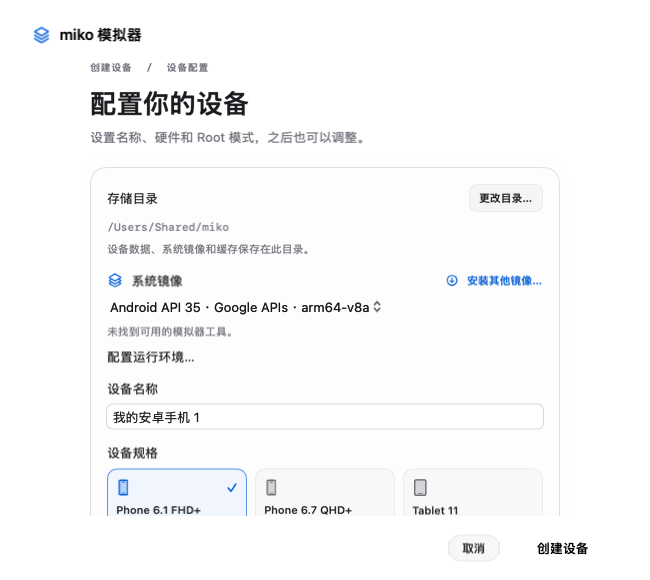 miko 模拟器
创建设备 / 设备配置
配置你的设备
设置名称、硬件和 Root 模式，之后也可以调整。
存储目录
更改目录...
/Users/Shared/miko
设备数据、系统镜像和缓存保存在此目录。
系统镜像
安装其他镜像...
Android API 35 · Google APIs · arm64-v8a
未找到可用的模拟器工具。
配置运行环境...
设备名称
我的安卓手机 1
设备规格
Phone 6.1 FHD+
Phone 6.7 QHD+
Tablet 11
取消
创建设备